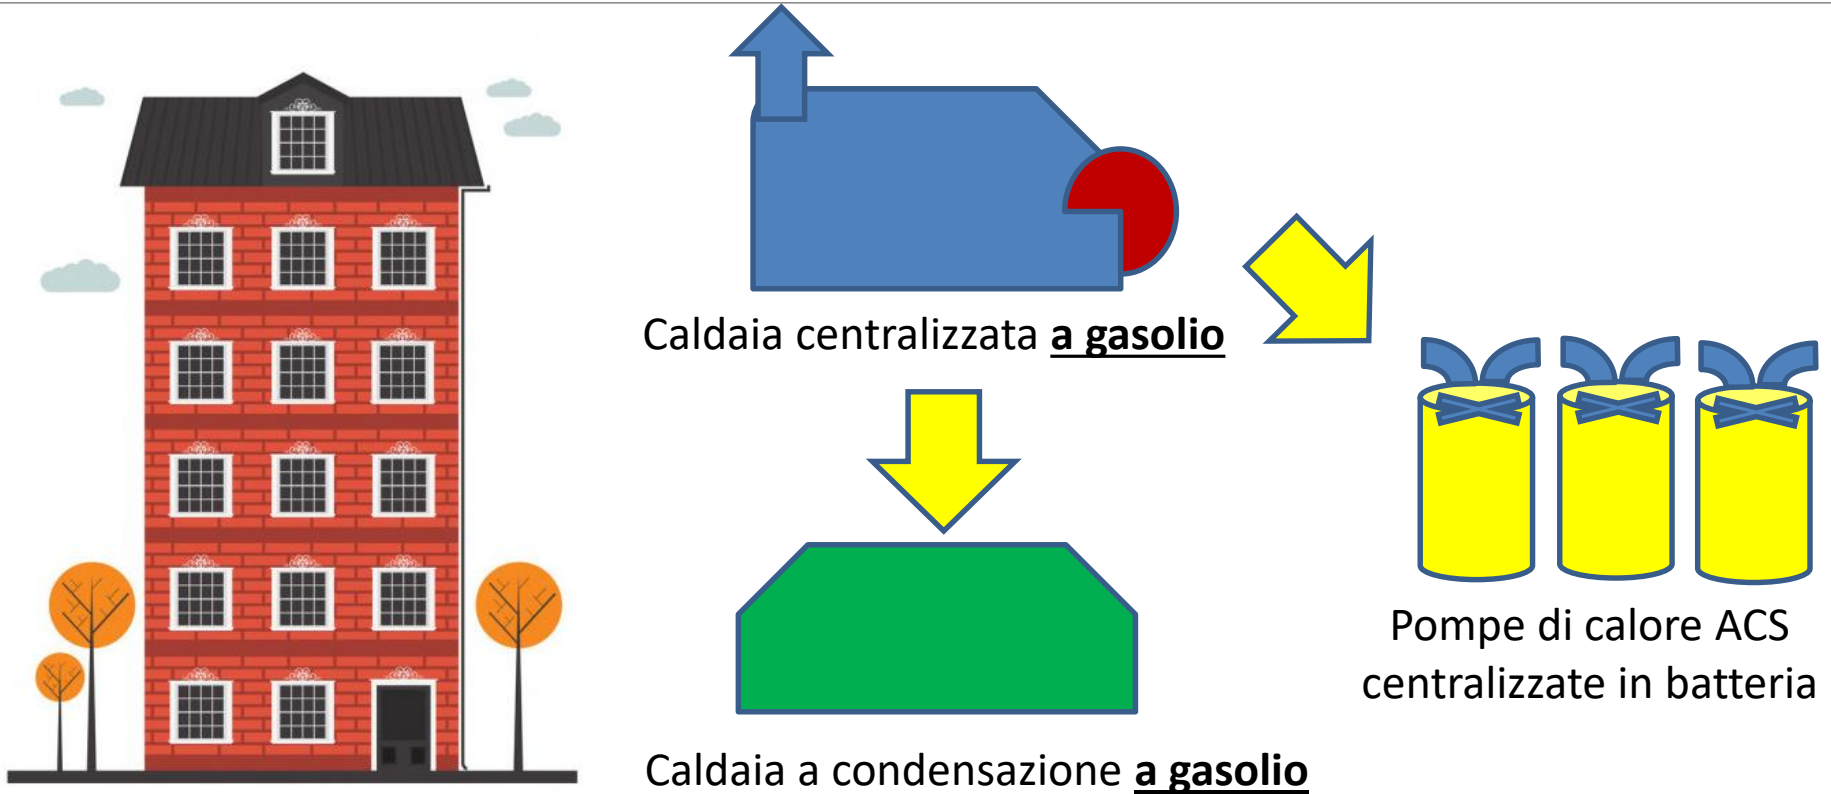 Caldaia centralizzata a gasolio
Pompe di calore ACS
centralizzate in batteria
Caldaia a condensazione a gasolio